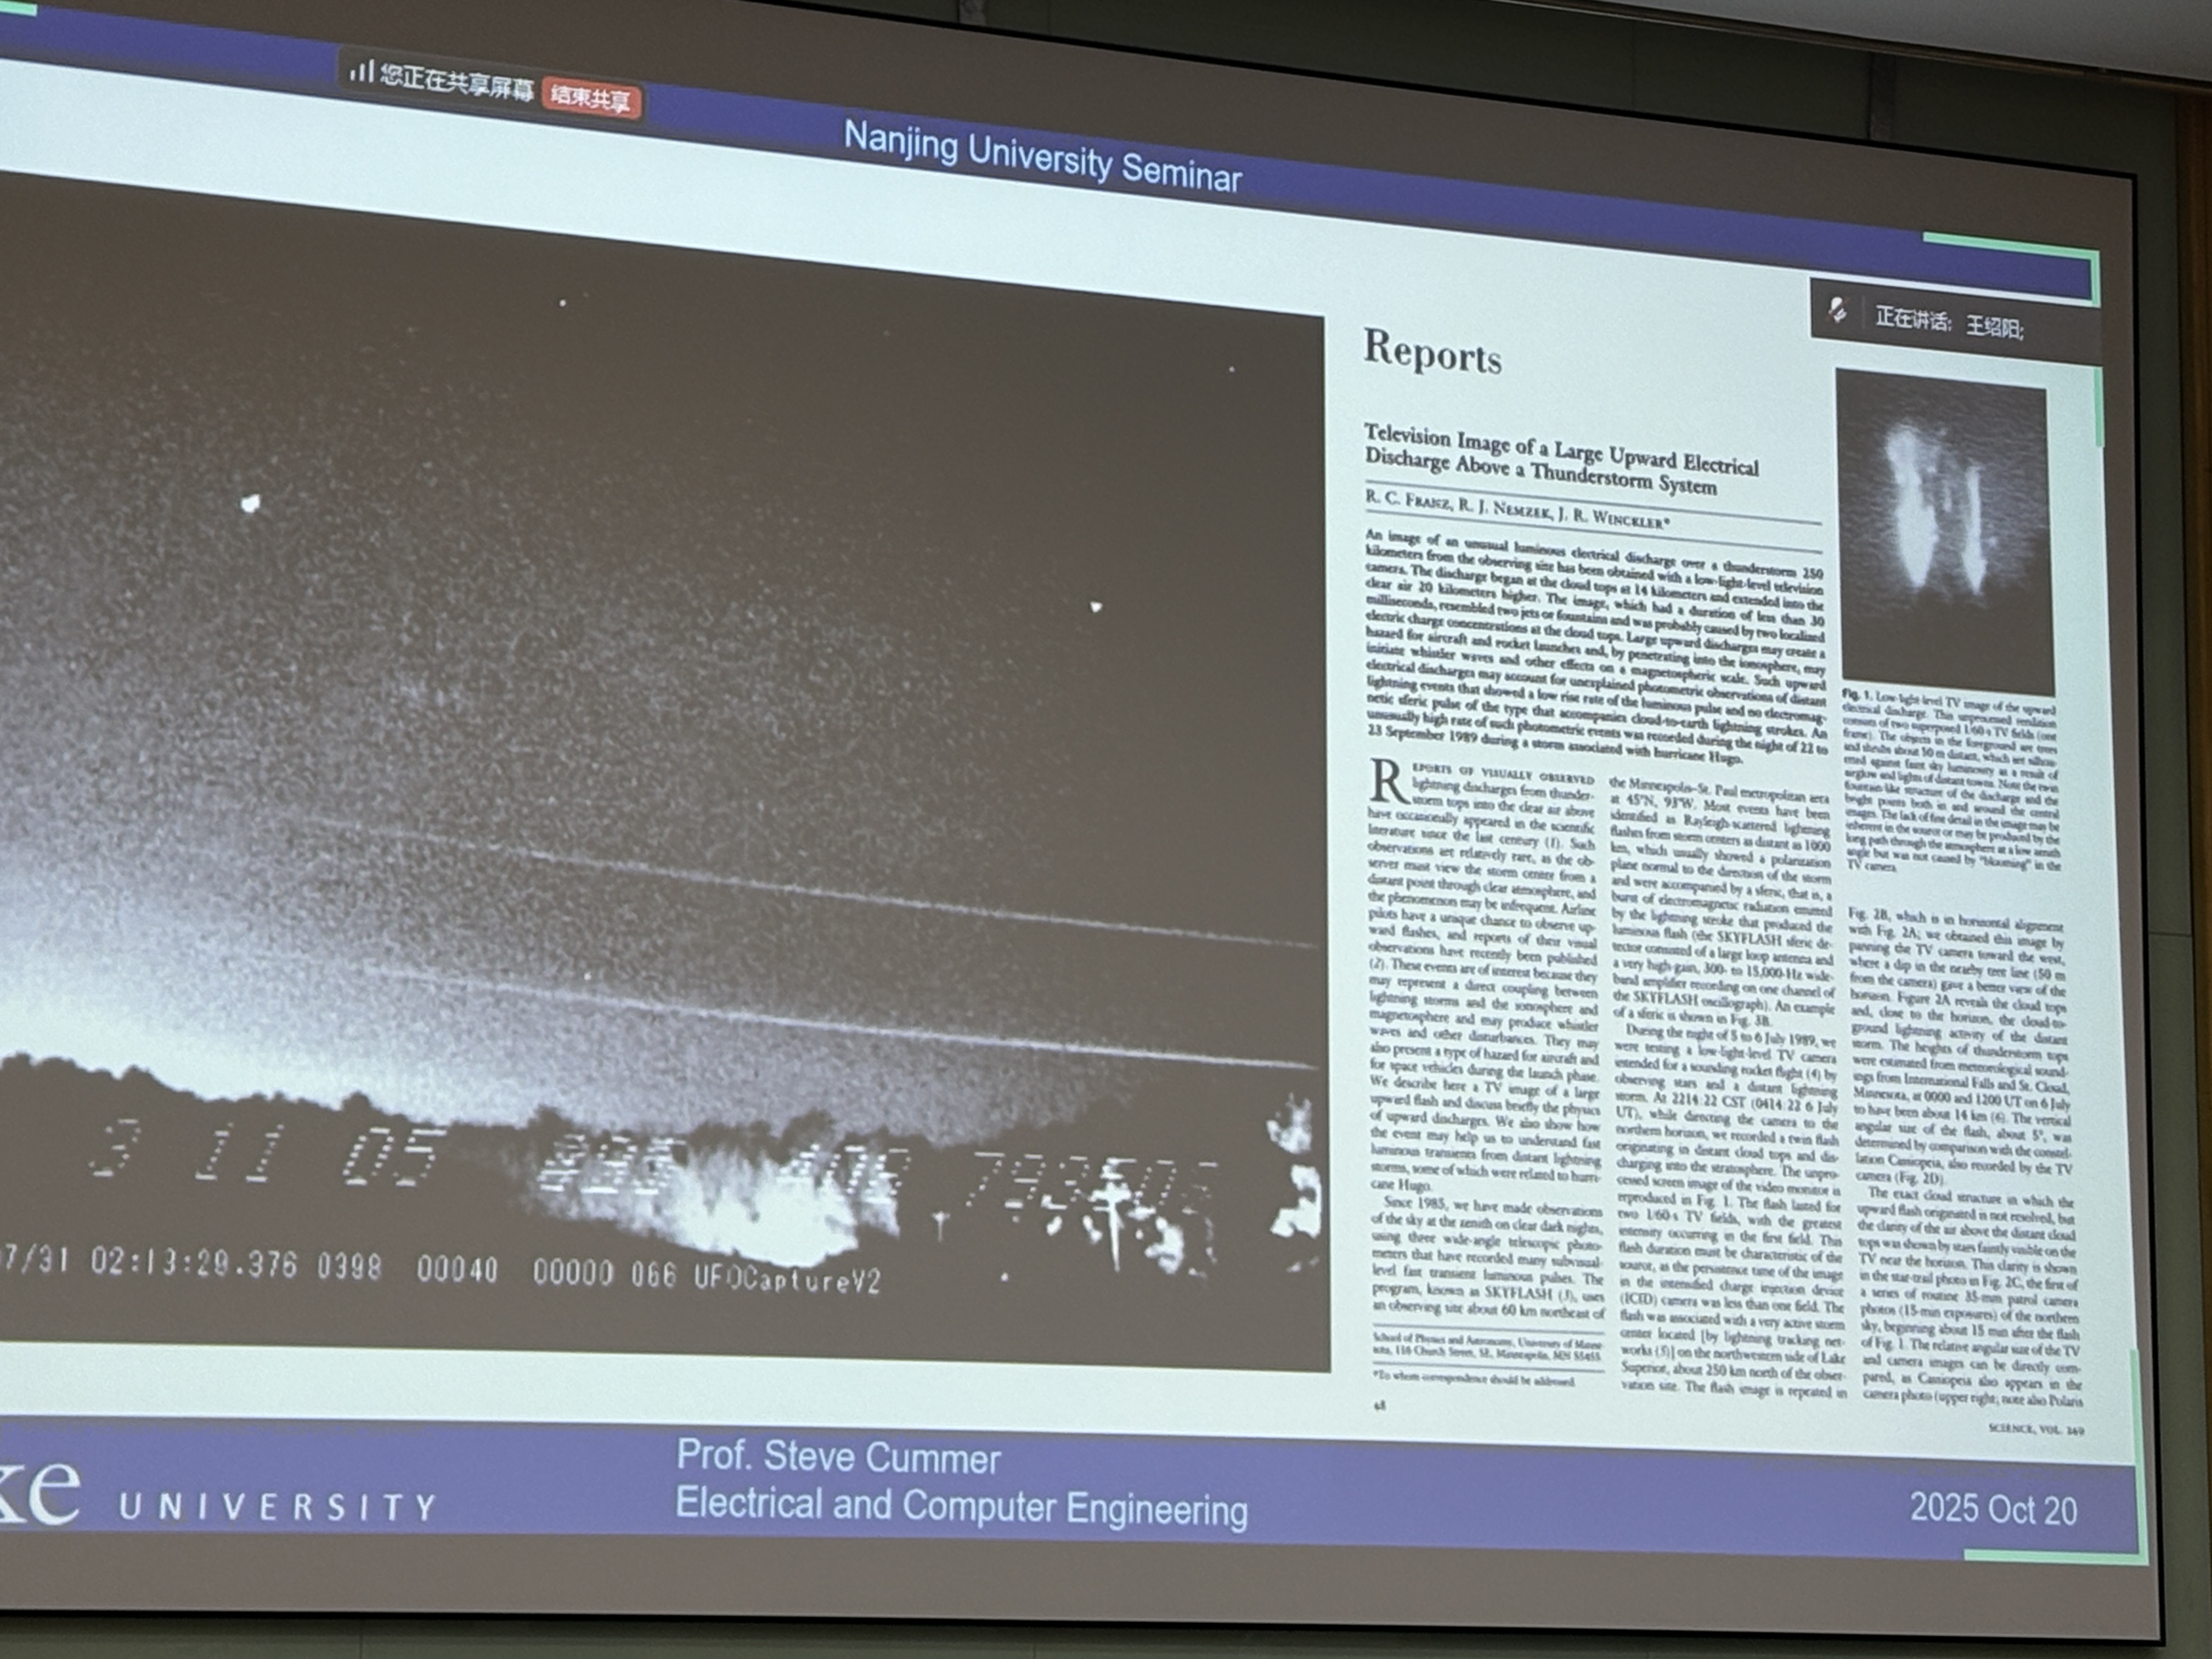 您正在共享屏幕 结束共享
Nanjing University Seminar
正在讲话: 王绍阳;
Reports
Television Image of a Large Upward Electrical
Discharge Above a Thunderstorm System
R. C. FRANZ, R. J. NEMZEK, J. R. WINCKLER*
An image of an unusual luminous electrical discharge over a thunderstorm 250
kilometers from the observing site has been obtained with a low-light-level television
camera. The discharge began at the cloud tops at 14 kilometers and extended into the
clear air 20 kilometers higher. The image, which had a duration of less than 30
milliseconds, resembled two jets or fountains and was probably caused by two localized
electric charge concentrations at the cloud tops. Large upward discharges may create a
hazard for aircraft and rocket launches and, by penetrating into the ionosphere, may
initiate whistler waves and other effects on a magnetospheric scale. Such upward
electrical discharges may account for unexplained photometric observations of distant
lightning events that showed a low rise rate of the luminous pulse and no electromag-
netic sferic pulse of the type that accompanies cloud-to-earth lightning strokes. An
unusually high rate of such photometric events was recorded during the night of 22 to
23 September 1989 during a storm associated with hurricane Hugo.
Fig. 1. Low-light-level TV image of the upward
electrical discharge. This unprocessed rendition
consists of two superposed 1/60-s TV fields (one
frame). The objects in the foreground are trees
and shrubs about 50 m distant, which are silhou-
etted against faint sky luminosity as a result of
airglow and lights of distant towns. Note the twin
fountain-like structure of the discharge and the
bright points both in and around the central
images. The lack of fine detail in the image may be
inherent in the source or may be produced by the
long path through the atmosphere at a low zenith
angle but was not caused by "blooming" in the
TV camera.
REPORTS OF VISUALLY OBSERVED
lightning discharges from thunder-
storm tops into the clear air above
have occasionally appeared in the scientific
literature since the last century (1). Such
observations are relatively rare, as the ob-
server must view the storm center from a
distant point through clear atmosphere, and
the phenomenon may be infrequent. Airline
pilots have a unique chance to observe up-
ward flashes, and reports of their visual
observations have recently been published
(2). These events are of interest because they
may represent a direct coupling between
lightning storms and the ionosphere and
magnetosphere and may produce whistler
waves and other disturbances. They may
also present a type of hazard for aircraft and
for space vehicles during the launch phase.
We describe here a TV image of a large
upward flash and discuss briefly the physics
of upward discharges. We also show how
the event may help us to understand fast
luminous transients from distant lightning
storms, some of which were related to hurri-
cane Hugo.
Since 1985, we have made observations
of the sky at the zenith on clear dark nights,
using three wide-angle telescopic photo-
meters that have recorded many subvisual-
level fast transient luminous pulses. The
program, known as SKYFLASH (3), uses
an observing site about 60 km northeast of
School of Physics and Astronomy, University of Minne-
sota, 116 Church Street, SE, Minneapolis, MN 55455.
*To whom correspondence should be addressed.
48
the Minneapolis–St. Paul metropolitan area
at 45°N, 93°W. Most events have been
identified as Rayleigh-scattered lightning
flashes from storm centers as distant as 1000
km, which usually showed a polarization
plane normal to the direction of the storm
and were accompanied by a sferic, that is, a
burst of electromagnetic radiation emitted
by the lightning stroke that produced the
luminous flash (the SKYFLASH sferic de-
tector consisted of a large loop antenna and
a very high-gain, 300- to 15,000-Hz wide-
band amplifier recording on one channel of
the SKYFLASH oscillograph). An example
of a sferic is shown in Fig. 3B.
During the night of 5 to 6 July 1989, we
were testing a low-light-level TV camera
intended for a sounding rocket flight (4) by
observing stars and a distant lightning
storm. At 2214:22 CST (0414:22 6 July
UT), while directing the camera to the
northern horizon, we recorded a twin flash
originating in distant cloud tops and dis-
charging into the stratosphere. The unpro-
cessed screen image of the video monitor is
reproduced in Fig. 1. The flash lasted for
two 1/60-s TV fields, with the greatest
intensity occurring in the first field. This
flash duration must be characteristic of the
source, as the persistence time of the image
in the intensified charge injection device
(ICID) camera was less than one field. The
flash was associated with a very active storm
center located [by lightning tracking net-
works (5)] on the northwestern side of Lake
Superior, about 250 km north of the obser-
vation site. The flash image is repeated in
Fig. 2B, which is in horizontal alignment
with Fig. 2A; we obtained this image by
panning the TV camera toward the west,
where a dip in the nearby tree line (50 m
from the camera) gave a better view of the
horizon. Figure 2A reveals the cloud tops
and, close to the horizon, the cloud-to-
ground lightning activity of the distant
storm. The heights of thunderstorm tops
were estimated from meteorological sound-
ings from International Falls and St. Cloud,
Minnesota, at 0000 and 1200 UT on 6 July
to have been about 14 km (6). The vertical
angular size of the flash, about 5°, was
determined by comparison with the constel-
lation Cassiopeia, also recorded by the TV
camera (Fig. 2D).
The exact cloud structure in which the
upward flash originated is not resolved, but
the clarity of the air above the distant cloud
tops was shown by stars faintly visible on the
TV near the horizon. This clarity is shown
in the star-trail photo in Fig. 2C, the first of
a series of routine 35-mm patrol camera
photos (15-min exposures) of the northern
sky, beginning about 15 min after the flash
of Fig. 1. The relative angular size of the TV
and camera images can be directly com-
pared, as Cassiopeia also appears in the
camera photo (upper right; note also Polaris
SCIENCE, VOL. 249
3 11 05
7/31 02:13:29.376 0398 00040 00000 066 UFOCaptureV2
ke UNIVERSITY
Prof. Steve Cummer
Electrical and Computer Engineering
2025 Oct 20